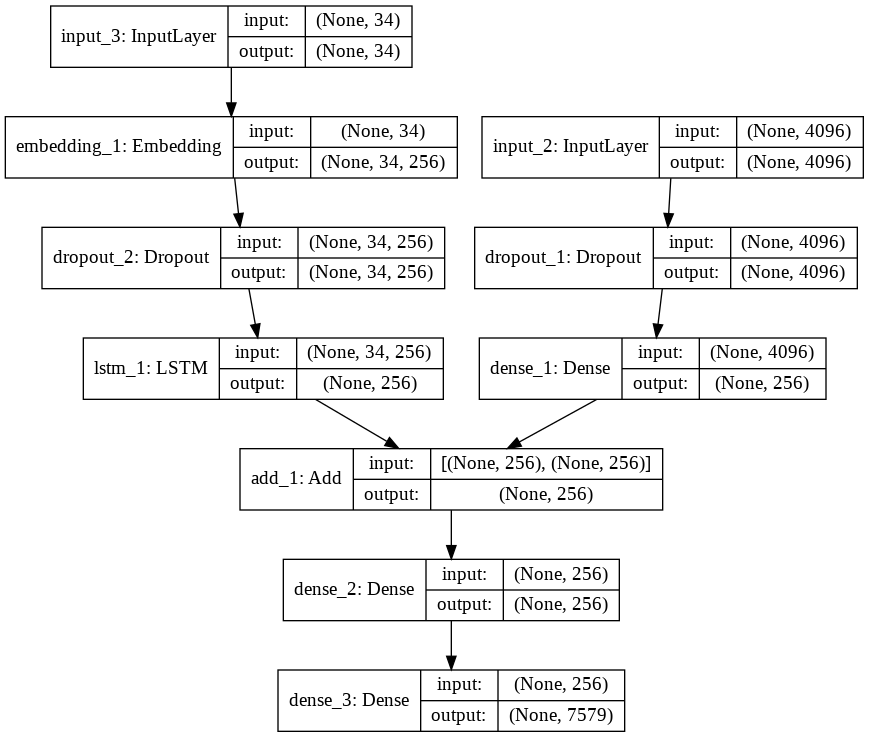 input_3: InputLayer
input: (None, 34)
output: (None, 34)
embedding_1: Embedding
input: (None, 34)
output: (None, 34, 256)
input_2: InputLayer
input: (None, 4096)
output: (None, 4096)
dropout_2: Dropout
input: (None, 34, 256)
output: (None, 34, 256)
dropout_1: Dropout
input: (None, 4096)
output: (None, 4096)
lstm_1: LSTM
input: (None, 34, 256)
output: (None, 256)
dense_1: Dense
input: (None, 4096)
output: (None, 256)
add_1: Add
input: [(None, 256), (None, 256)]
output: (None, 256)
dense_2: Dense
input: (None, 256)
output: (None, 256)
dense_3: Dense
input: (None, 256)
output: (None, 7579)